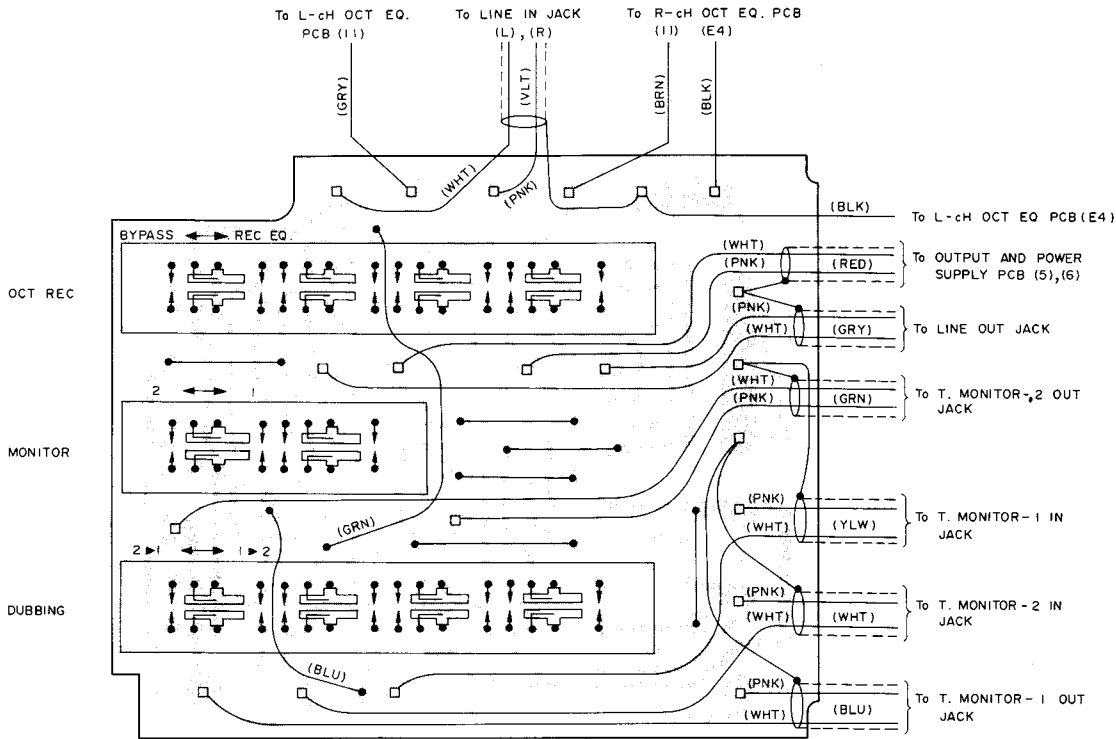 To L-cH OCT EQ. PCB (11)
To LINE IN JACK (L), (R)
To R-cH OCT EQ. PCB (11) (E4)
(GRY)
(VLT)
(BRN)
(BLK)
(WHT)
(PNK)
(BLK)
To L-cH OCT EQ PCB (E4)
BYPASS REC EQ.
(WHT)
(PNK)
(RED)
To OUTPUT AND POWER
SUPPLY PCB (5),(6)
OCT REC
(PNK)
(WHT)
(GRY)
To LINE OUT JACK
2 1
(WHT)
(PNK)
(GRN)
To T. MONITOR-2 OUT
JACK
MONITOR
(PNK)
(WHT)
(YLW)
To T. MONITOR-1 IN
JACK
(GRN)
2▶1 1▶2
DUBBING
(PNK)
(WHT)
(WHT)
To T. MONITOR-2 IN
JACK
(BLU)
(PNK)
(WHT)
(BLU)
To T. MONITOR-1 OUT
JACK